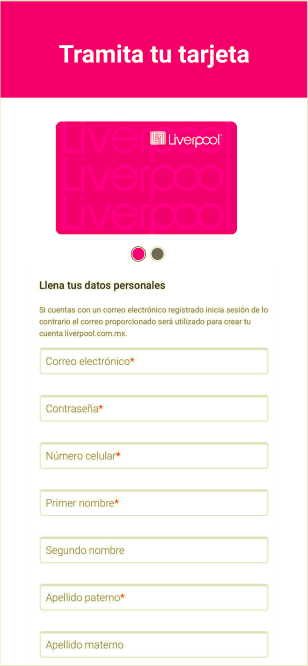 Tramita tu tarjeta
Liverpool
Liverpool
Liverpool
Liverpool
Llena tus datos personales
Si cuentas con un correo electrónico registrado inicia sesión de lo
contrario el correo proporcionado será utilizado para crear tu
cuenta liverpool.com.mx.
Correo electrónico*
Contraseña*
Número celular*
Primer nombre*
Segundo nombre
Apellido paterno*
Apellido materno